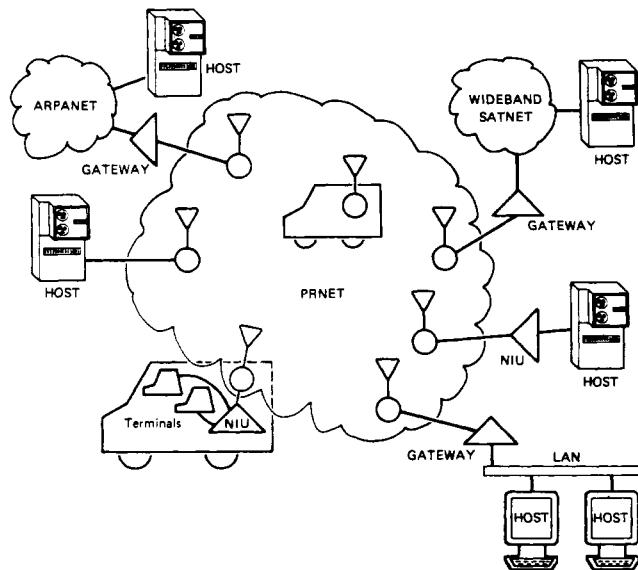 HOST
ARPANET
GATEWAY
WIDEBAND
SATNET
HOST
GATEWAY
HOST
PRNET
NIU
HOST
Terminals
NIU
GATEWAY
LAN
HOST
HOST